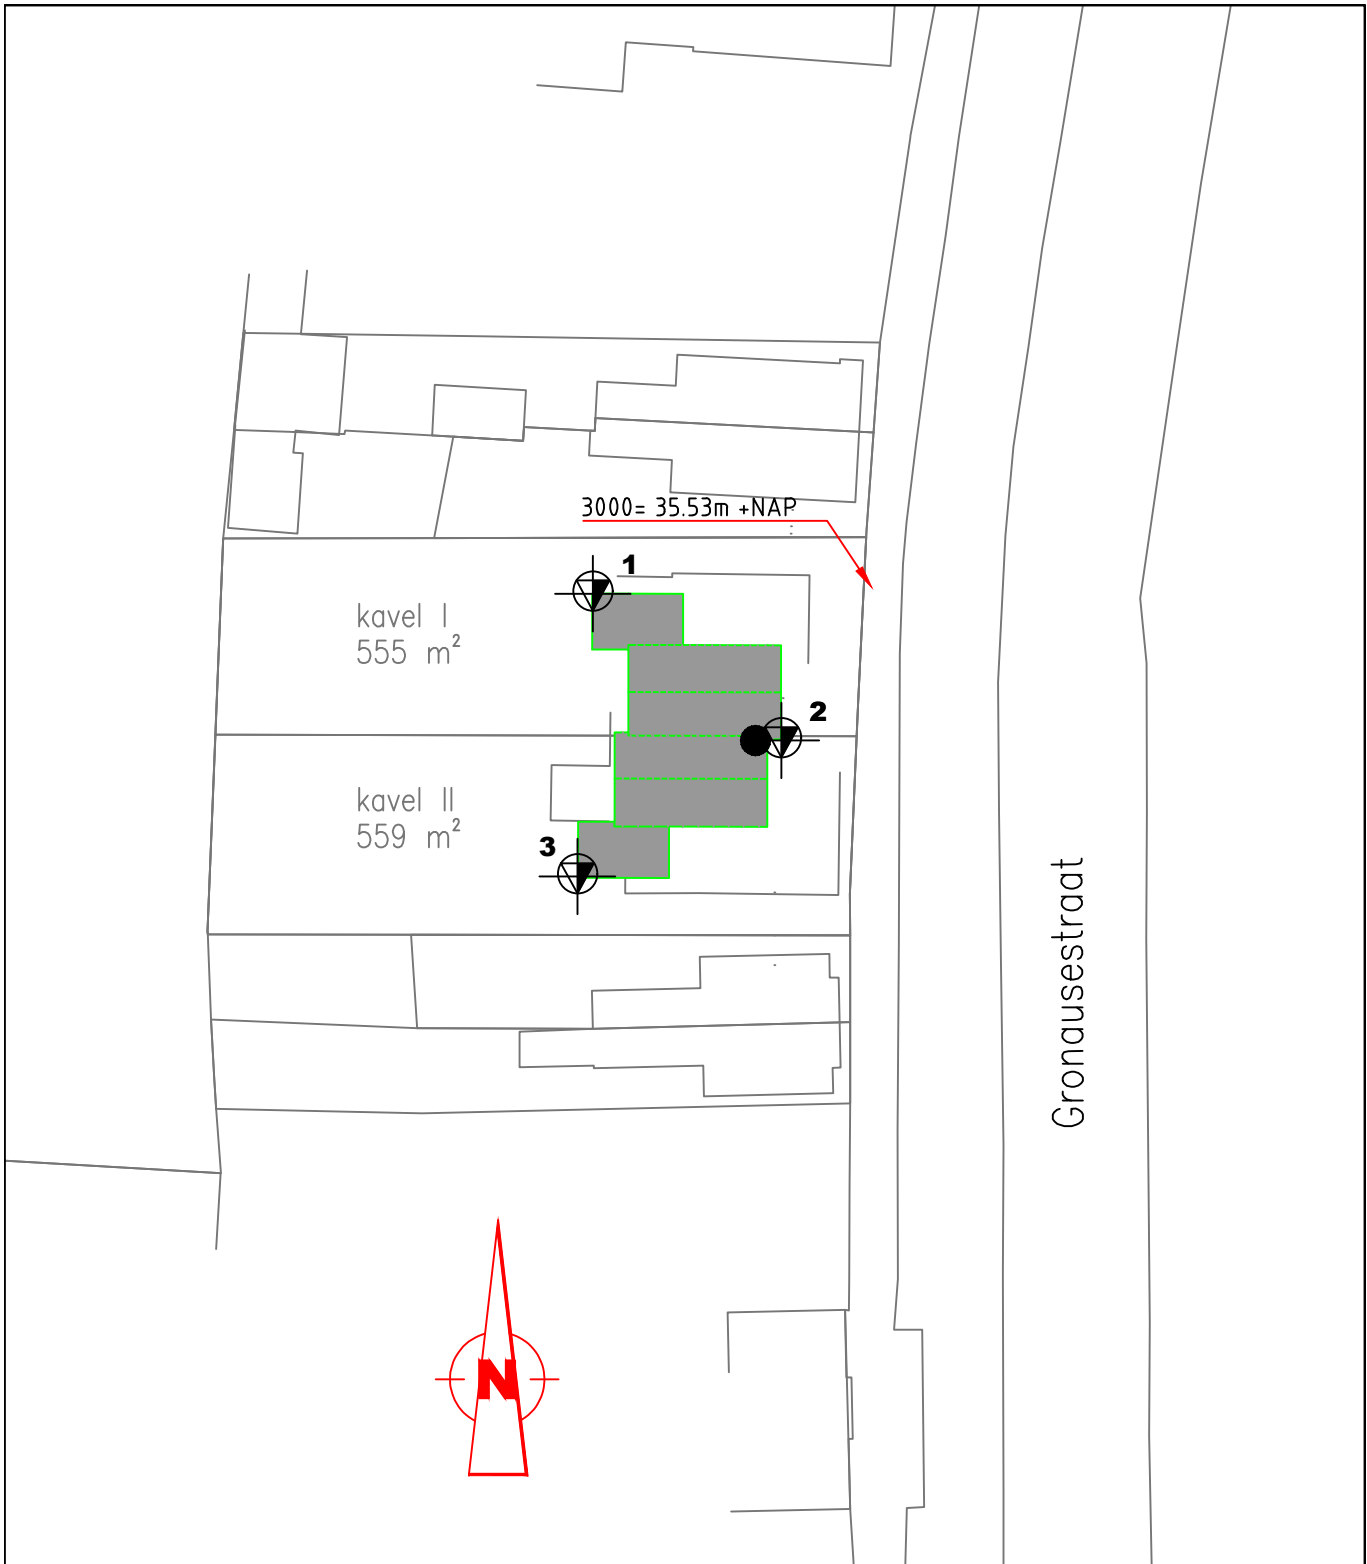 3000= 35.53m +NAP
1
kavel I
555 m²
2
kavel II
559 m²
3
Gronausestraat
N